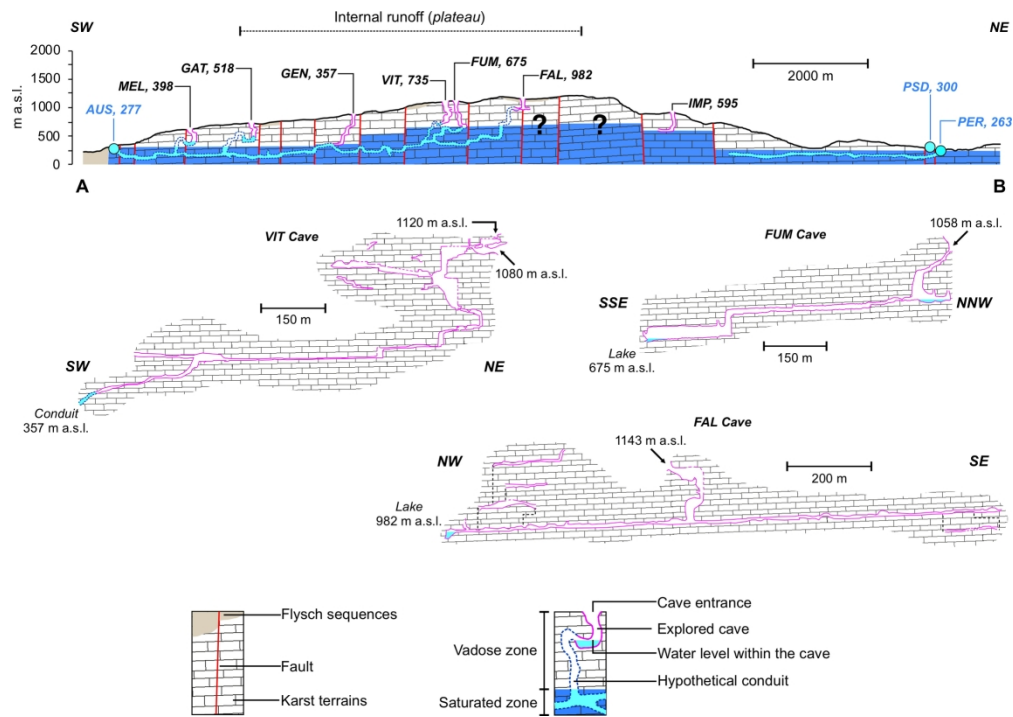 Internal runoff (plateau)
SW
NE
2000
1500
1000
500
0
m a.s.l.
2000 m
MEL, 398
GAT, 518
GEN, 357
VIT, 735
FUM, 675
FAL, 982
IMP, 595
AUS, 277
PSD, 300
PER, 263
?
?
A
B
VIT Cave
1120 m a.s.l.
1080 m a.s.l.
150 m
SW
NE
Conduit
357 m a.s.l.
FUM Cave
1058 m a.s.l.
SSE
NNW
Lake
675 m a.s.l.
150 m
FAL Cave
NW
1143 m a.s.l.
SE
200 m
Lake
982 m a.s.l.
Flysch sequences
Fault
Karst terrains
Vadose zone
Saturated zone
Cave entrance
Explored cave
Water level within the cave
Hypothetical conduit